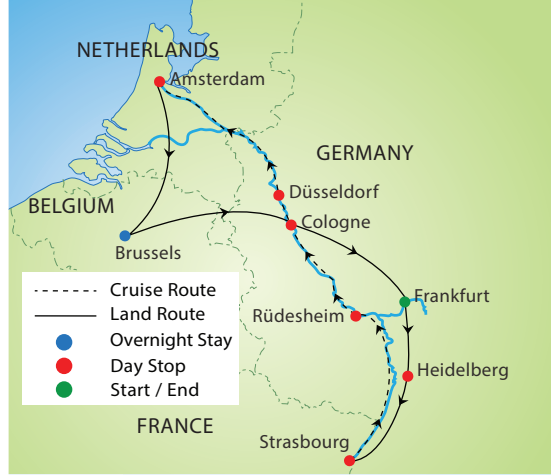 NETHERLANDS
Amsterdam
GERMANY
Düsseldorf
BELGIUM
Cologne
Brussels
Cruise Route
Land Route
Overnight Stay
Day Stop
Start / End
Frankfurt
Rüdesheim
Heidelberg
FRANCE
Strasbourg